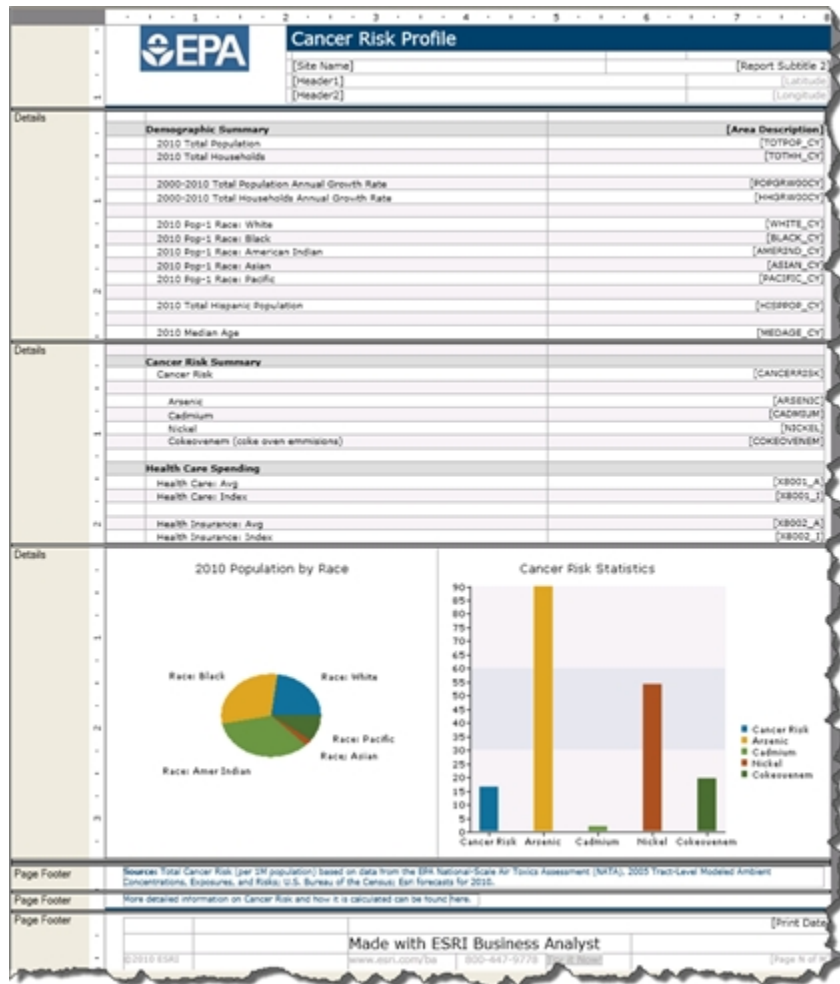 EPA
Cancer Risk Profile
[Site Name] [Report Subtitle 2]
[Header1] [Latitude
[Header2] [Longitude
Details
Demographic Summary [Area Description]
2010 Total Population [TOTPOP_CY]
2010 Total Households [TOTHH_CY]
2000-2010 Total Population Annual Growth Rate [POPGRW00CY]
2000-2010 Total Households Annual Growth Rate [HHGRW00CY]
2010 Pop-1 Race: White [WHITE_CY]
2010 Pop-1 Race: Black [BLACK_CY]
2010 Pop-1 Race: American Indian [AMERIND_CY]
2010 Pop-1 Race: Asian [ASIAN_CY]
2010 Pop-1 Race: Pacific [PACIFIC_CY]
2010 Total Hispanic Population [HISPPOP_CY]
2010 Median Age [MEDAGE_CY]
Details
Cancer Risk Summary
Cancer Risk [CANCERRISK]
Arsenic [ARSENIC]
Cadmium [CADMIUM]
Nickel [NICKEL]
Cokeovenem (coke oven emmisions) [COKEOVENEM]
Health Care Spending
Health Care: Avg [X8001_A]
Health Care: Index [X8001_I]
Health Insurance: Avg [X8002_A]
Health Insurance: Index [X8002_I]
Details
2010 Population by Race
Race: Black
Race: White
Race: Pacific
Race: Asian
Race: Amer Indian
Cancer Risk Statistics
90
85
80
75
70
65
60
55
50
45
40
35
30
25
20
15
10
5
0
Cancer Risk Arsenic Cadmium Nickel Cokeovenem
Cancer Risk
Arsenic
Cadmium
Nickel
Cokeovenem
Page Footer
Source: Total Cancer Risk (per 1M population) based on data from the EPA National-Scale Air Toxics Assessment (NATA), 2005 Tract-Level Modeled Ambient
Concentrations, Exposures, and Risks; U.S. Bureau of the Census; Esri forecasts for 2010.
Page Footer
More detailed information on Cancer Risk and how it is calculated can be found here.
Page Footer
[Print Date
Made with ESRI Business Analyst
©2010 ESRI www.esri.com/ba 800-447-9778 Try it Now! [Page N of